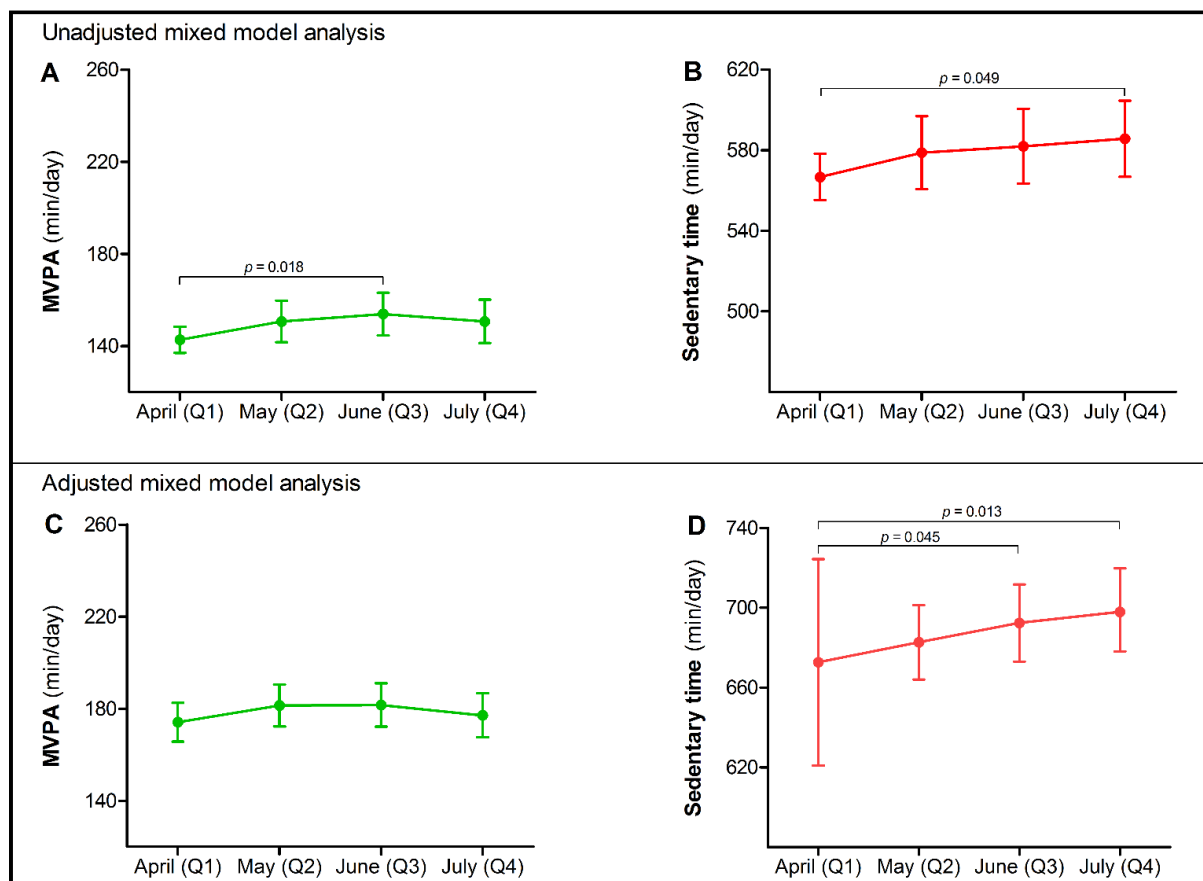 Unadjusted mixed model analysis
A
MVPA (min/day)
260
220
180
140
p = 0.018
April (Q1) May (Q2) June (Q3) July (Q4)
B
Sedentary time (min/day)
620
580
540
500
p = 0.049
April (Q1) May (Q2) June (Q3) July (Q4)
Adjusted mixed model analysis
C
MVPA (min/day)
260
220
180
140
April (Q1) May (Q2) June (Q3) July (Q4)
D
Sedentary time (min/day)
740
700
660
620
p = 0.013
p = 0.045
April (Q1) May (Q2) June (Q3) July (Q4)